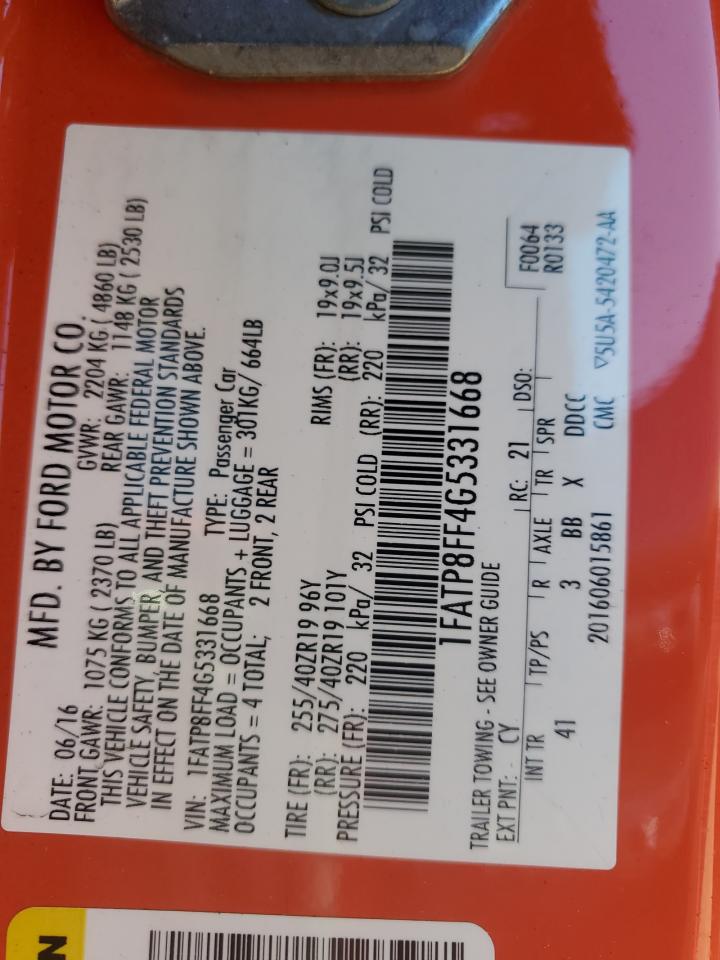 MFD. BY FORD MOTOR CO.
DATE: 06/16 GVWR: 2204 KG ( 4860 LB)
FRONT GAWR: 1075 KG ( 2370 LB) REAR GAWR: 1148 KG ( 2530 LB)
THIS VEHICLE CONFORMS TO ALL APPLICABLE FEDERAL MOTOR
VEHICLE SAFETY, BUMPER, AND THEFT PREVENTION STANDARDS
IN EFFECT ON THE DATE OF MANUFACTURE SHOWN ABOVE.
VIN: 1FATP8FF4G5331668 TYPE: Passenger Car
MAXIMUM LOAD = OCCUPANTS + LUGGAGE = 301KG/ 664LB
OCCUPANTS = 4 TOTAL; 2 FRONT, 2 REAR
TIRE (FR): 255/40ZR19 96Y RIMS (FR): 19x9.0J
(RR): 275/40ZR19 101Y (RR): 19x9.5J
PRESSURE (FR): 220 kPa/ 32 PSI COLD (RR): 220 kPa/ 32 PSI COLD
1FATP8FF4G5331668
TRAILER TOWING - SEE OWNER GUIDE
EXT PNT: CY RC: 21 DSO: F0064
R0133
INT TR TP/PS R AXLE TR SPR
41 3 BB X DDCC
201606015861 CMC ▽5U5A-5420472-AA
N